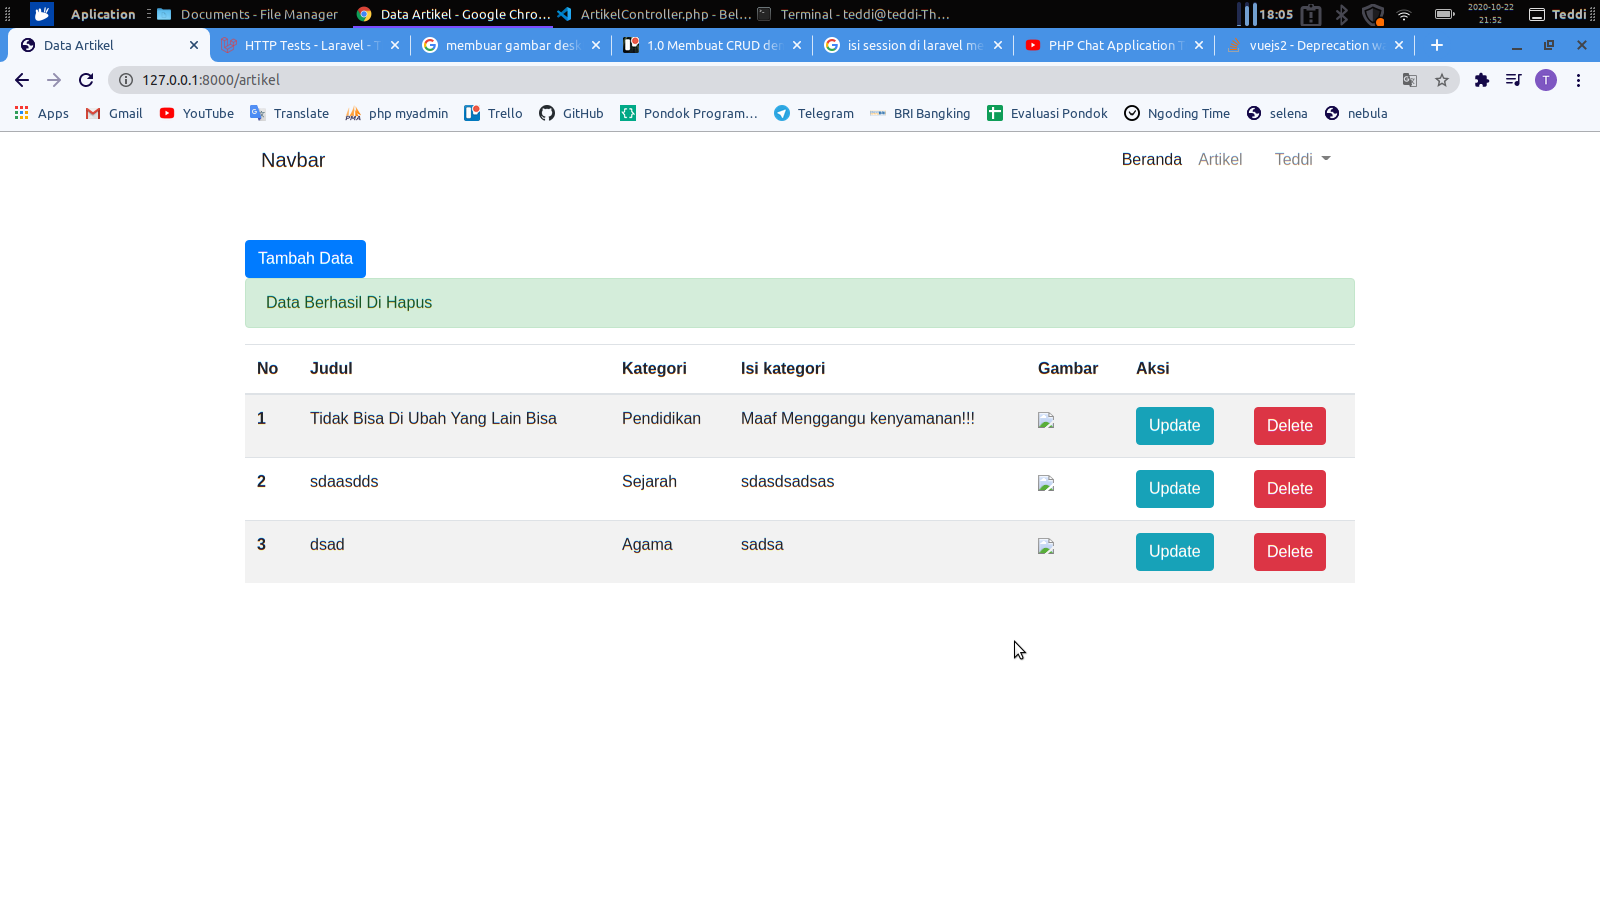 Aplication Documents - File Manager Data Artikel - Google Chro... ArtikelController.php - Bel... Terminal - teddi@teddi-Th... 18:05 2020-10-22 Teddi
21:52
Data Artikel HTTP Tests - Laravel - T membuar gambar desk 1.0 Membuat CRUD den isi session di laravel me PHP Chat Application T vuejs2 - Deprecation wa
127.0.0.1:8000/artikel T
Apps Gmail YouTube Translate php myadmin Trello GitHub Pondok Program... Telegram BRI Bangking Evaluasi Pondok Ngoding Time selena nebula
Navbar Beranda Artikel Teddi
Tambah Data
Data Berhasil Di Hapus
No Judul Kategori Isi kategori Gambar Aksi
1 Tidak Bisa Di Ubah Yang Lain Bisa Pendidikan Maaf Menggangu kenyamanan!!! Update Delete
2 sdaasdds Sejarah sdasdsadsas Update Delete
3 dsad Agama sadsa Update Delete